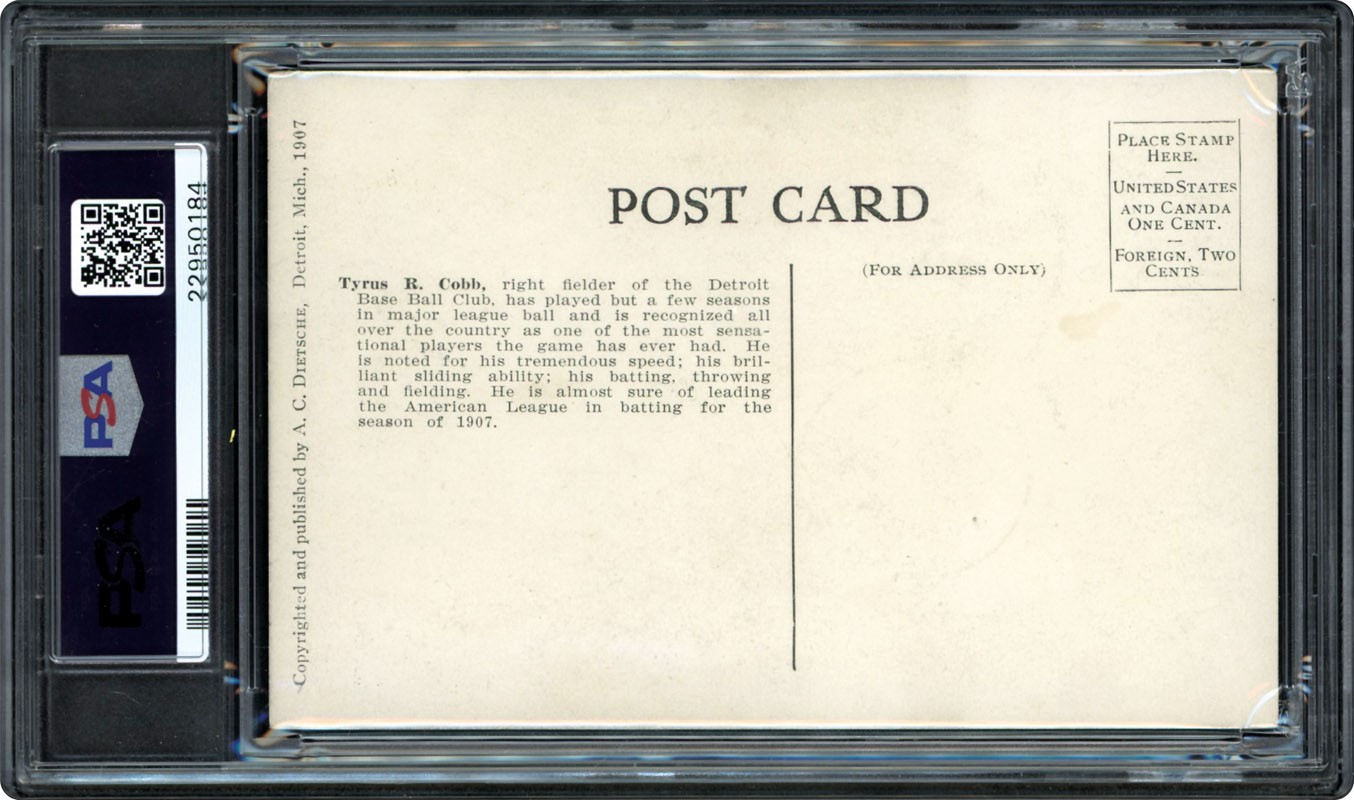 Copyrighted and published by A. C. DIETSCHE, Detroit, Mich., 1907
POST CARD
PLACE STAMP
HERE.
UNITED STATES
AND CANADA
ONE CENT.
FOREIGN, TWO
CENTS
(FOR ADDRESS ONLY)
Tyrus R. Cobb, right fielder of the Detroit
Base Ball Club, has played but a few seasons
in major league ball and is recognized all
over the country as one of the most sensa-
tional players the game has ever had. He
is noted for his tremendous speed; his bril-
liant sliding ability; his batting, throwing
and fielding. He is almost sure of leading
the American League in batting for the
season of 1907.
22950184
PSA
PSA